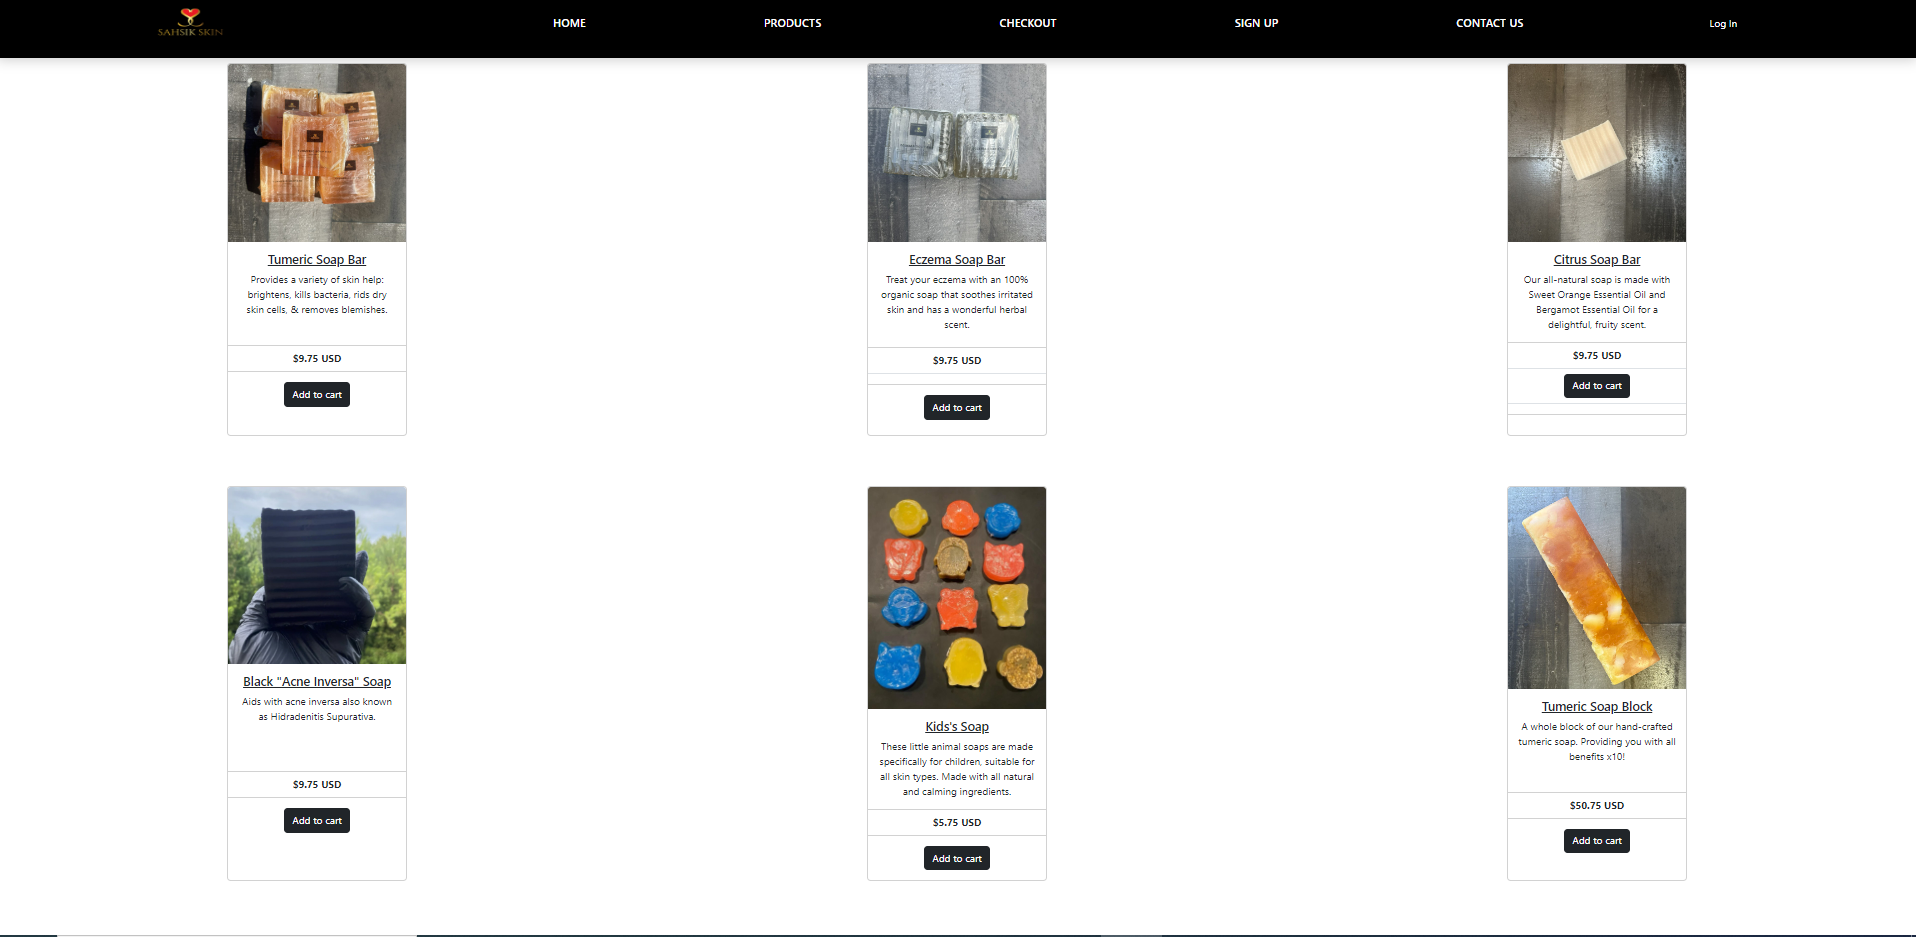 SAHSIK SKIN
HOME
PRODUCTS
CHECKOUT
SIGN UP
CONTACT US
Log In
Tumeric Soap Bar
Provides a variety of skin help:
brightens, kills bacteria, rids dry
skin cells, & removes blemishes.
$9.75 USD
Add to cart
Eczema Soap Bar
Treat your eczema with an 100%
organic soap that soothes irritated
skin and has a wonderful herbal
scent.
$9.75 USD
Add to cart
Citrus Soap Bar
Our all-natural soap is made with
Sweet Orange Essential Oil and
Bergamot Essential Oil for a
delightful, fruity scent.
$9.75 USD
Add to cart
Black "Acne Inversa" Soap
Aids with acne inversa also known
as Hidradenitis Supurativa.
$9.75 USD
Add to cart
Kids's Soap
These little animal soaps are made
specifically for children, suitable for
all skin types. Made with all natural
and calming ingredients.
$5.75 USD
Add to cart
Tumeric Soap Block
A whole block of our hand-crafted
tumeric soap. Providing you with all
benefits x10!
$50.75 USD
Add to cart